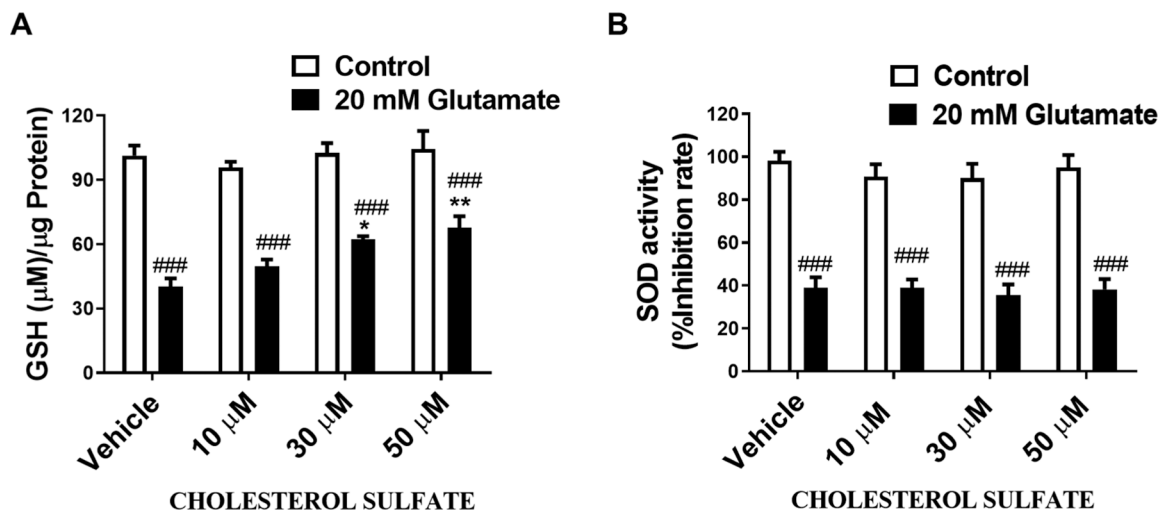 A
Control
20 mM Glutamate
GSH (μM)/μg Protein)
120
90
60
30
0
###
###
###
*
###
**
Vehicle
10 μM
30 μM
50 μM
CHOLESTEROL SULFATE
B
Control
20 mM Glutamate
SOD activity
(%Inhibition rate)
120
100
80
60
40
20
0
###
###
###
###
Vehicle
10 μM
30 μM
50 μM
CHOLESTEROL SULFATE